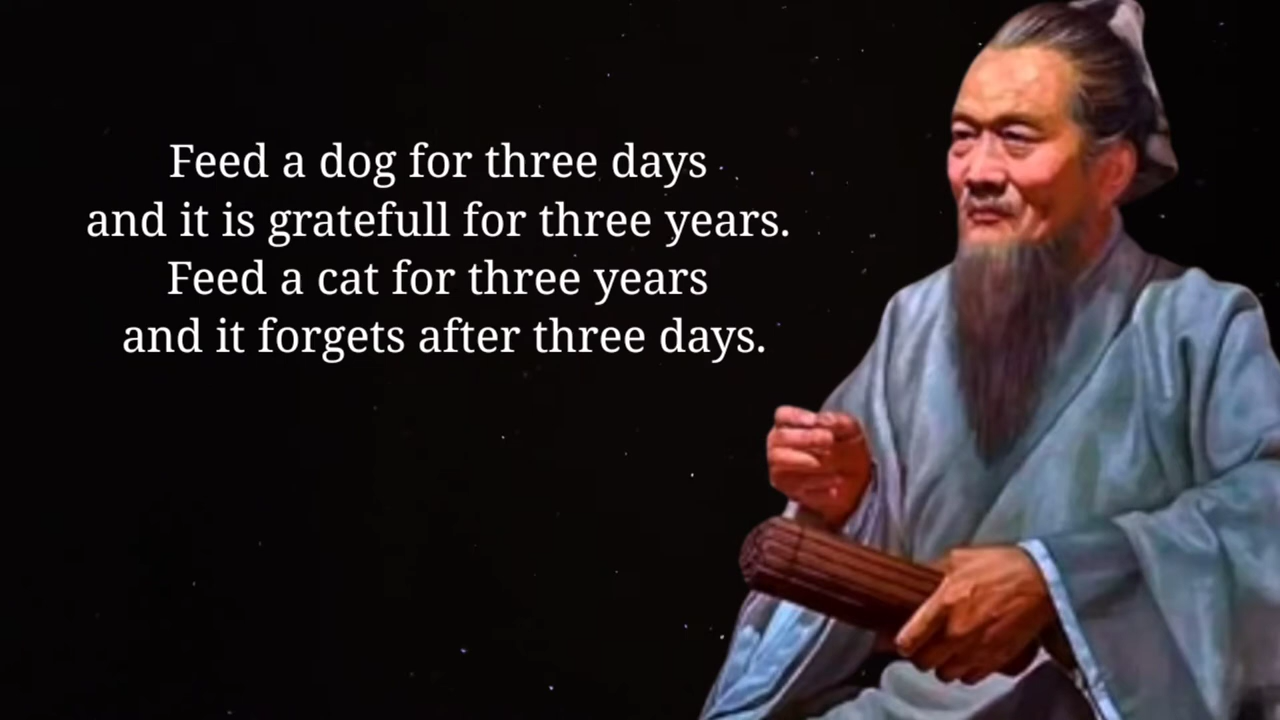 Feed a dog for three days
and it is gratefull for three years.
Feed a cat for three years
and it forgets after three days.